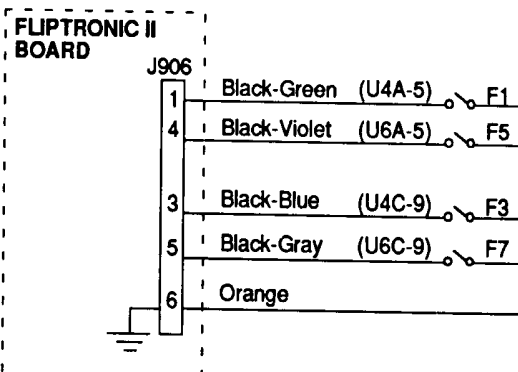 FLIPTRONIC II
BOARD
J906
1 Black-Green (U4A-5) F1
4 Black-Violet (U6A-5) F5
3 Black-Blue (U4C-9) F3
5 Black-Gray (U6C-9) F7
6 Orange